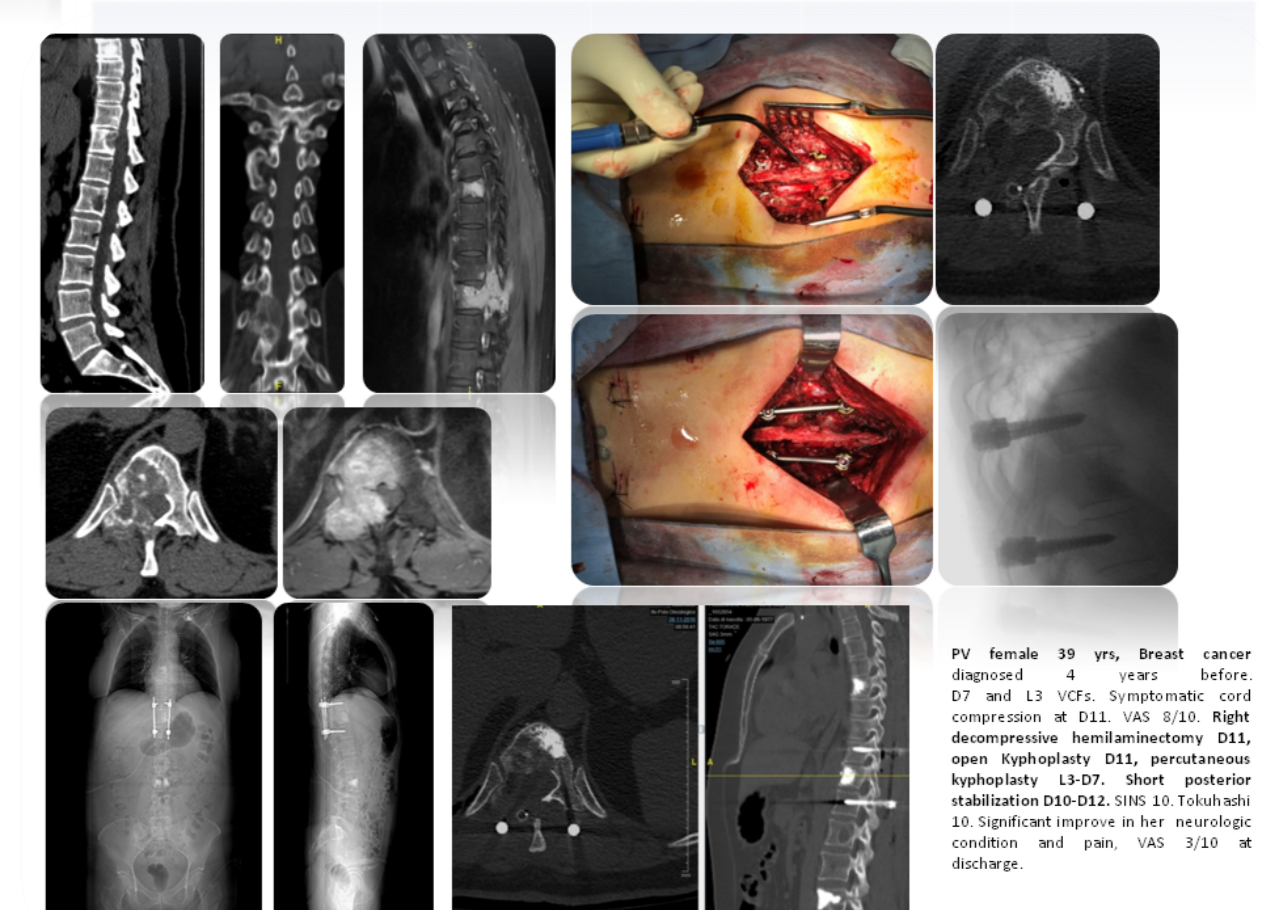 H
S
F
I
L
A
PV female 39 yrs, Breast cancer
diagnosed 4 years before.
D7 and L3 VCFs. Symptomatic cord
compression at D11. VAS 8/10. Right
decompressive hemilaminectomy D11,
open Kyphoplasty D11, percutaneous
kyphoplasty L3-D7. Short posterior
stabilization D10-D12. SINS 10. Tokuhashi
10. Significant improve in her neurologic
condition and pain, VAS 3/10 at
discharge.